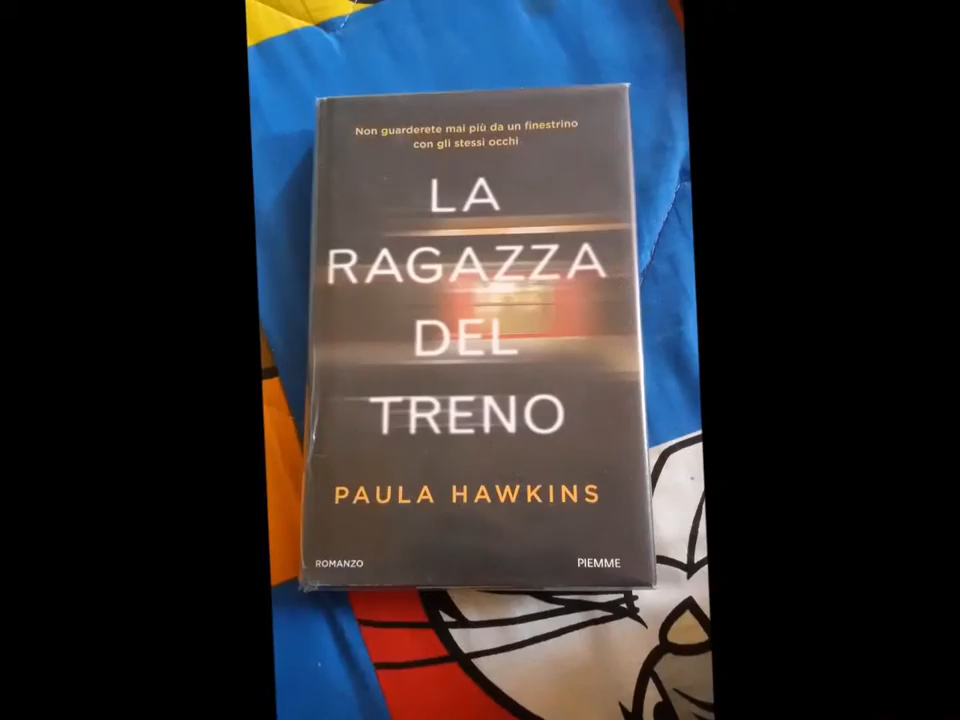 Non guarderete mai più da un finestrino
con gli stessi occhi
LA
RAGAZZA
DEL
TRENO
PAULA HAWKINS
ROMANZO
PIEMME